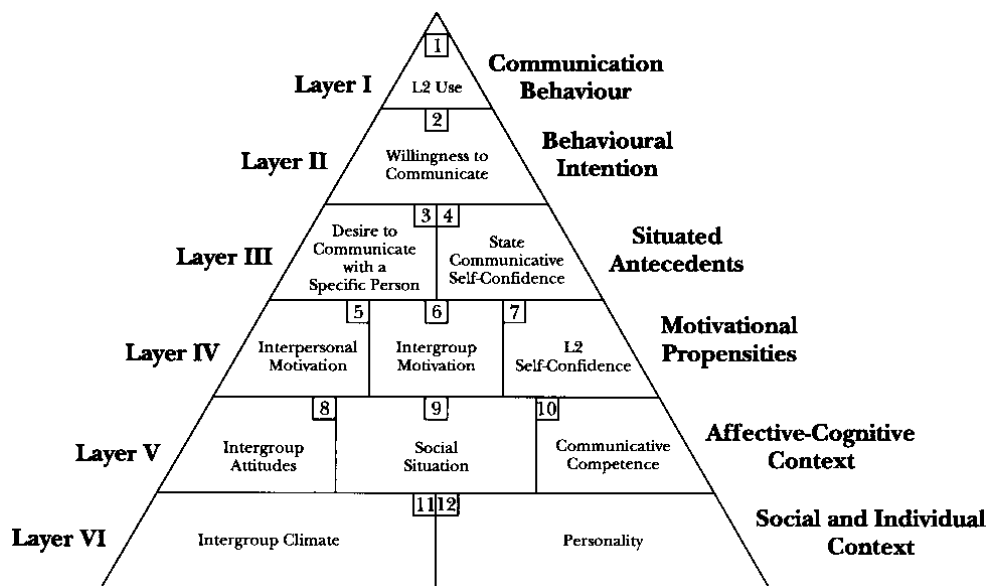 1
Layer I
L2 Use
Communication
Behaviour
2
Layer II
Willingness to
Communicate
Behavioural
Intention
3 4
Layer III
Desire to
Communicate
with a
Specific Person
State
Communicative
Self-Confidence
Situated
Antecedents
5 6 7
Layer IV
Interpersonal
Motivation
Intergroup
Motivation
L2
Self-Confidence
Motivational
Propensities
8 9 10
Layer V
Intergroup
Attitudes
Social
Situation
Communicative
Competence
Affective-Cognitive
Context
11 12
Layer VI
Intergroup Climate
Personality
Social and Individual
Context